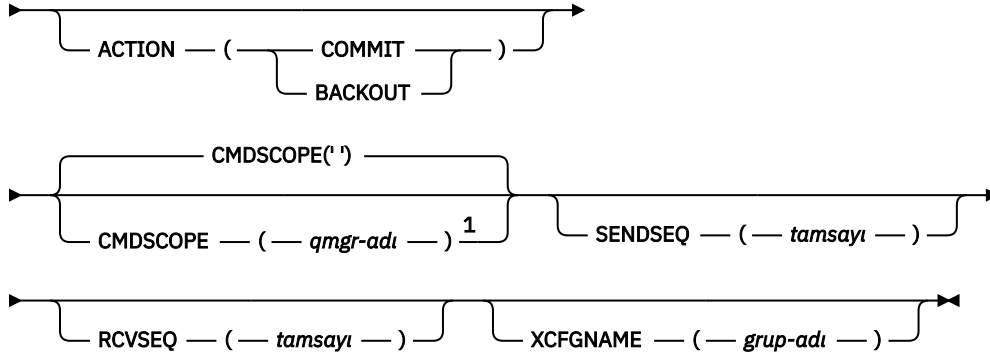 ACTION ( COMMIT )
BACKOUT
CMDSCOPE(' ')
CMDSCOPE ( qmgr-adı ) 1
SENDSEQ ( tamsayı )
RCVSEQ ( tamsayı )
XCFGNAME ( grup-adı )